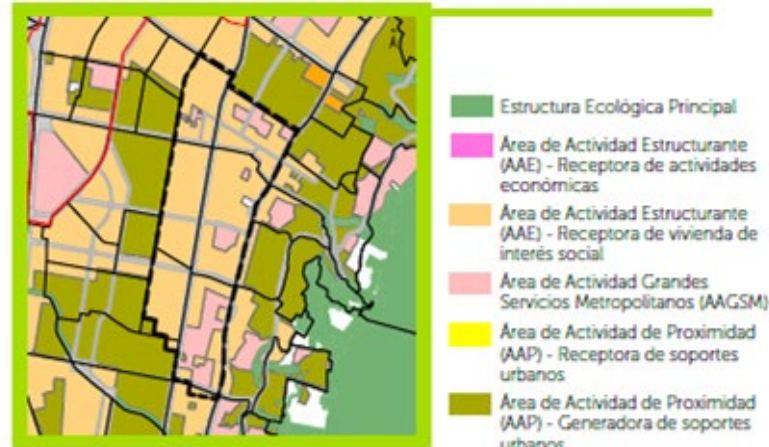 Estructura Ecológica Principal
Área de Actividad Estructurante
(AAE) - Receptora de actividades
económicas
Área de Actividad Estructurante
(AAE) - Receptora de vivienda de
interés social
Área de Actividad Grandes
Servicios Metropolitanos (AAGSM)
Área de Actividad de Proximidad
(AAP) - Receptora de soportes
urbanos
Área de Actividad de Proximidad
(AAP) - Generadora de soportes
urbanos